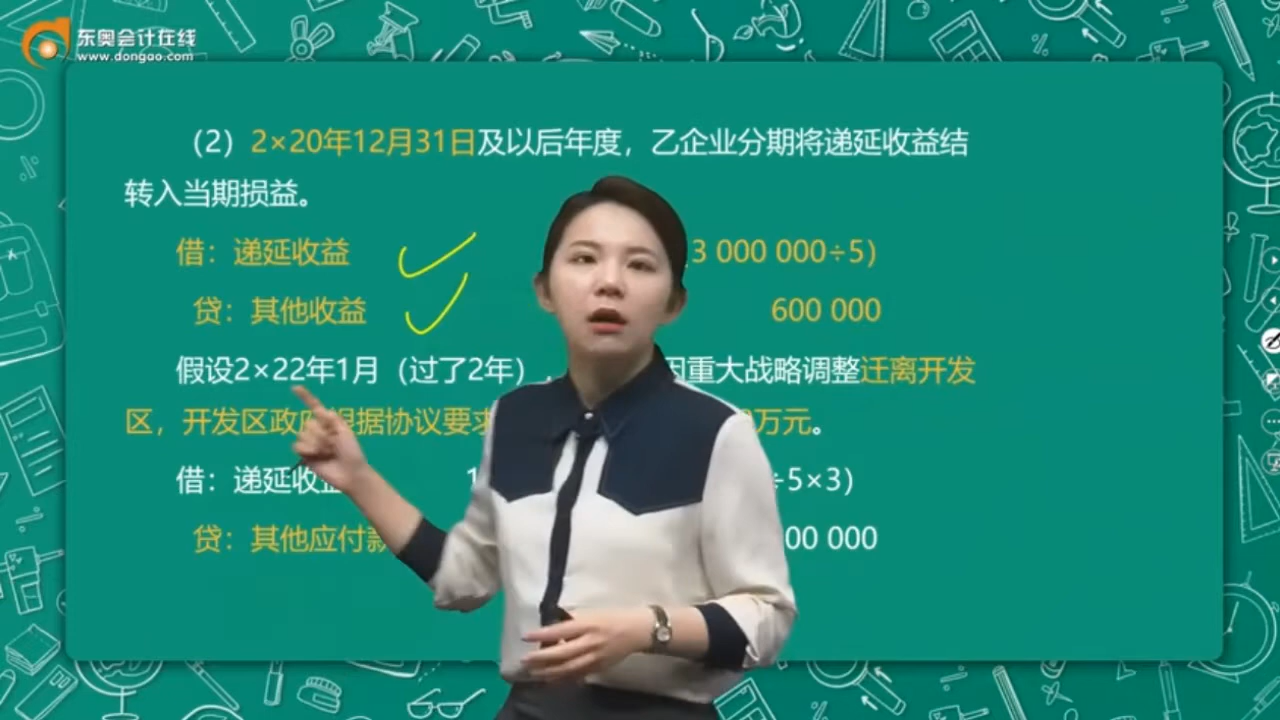 东奥会计在线
www.dongao.com
（2）2×20年12月31日及以后年度，乙企业分期将递延收益结
转入当期损益。
借：递延收益 3 000 000÷5）
贷：其他收益 600 000
假设2×22年1月（过了2年）， 因重大战略调整迁离开发
区，开发区政府根据协议要求 万元。
借：递延收益 1 ÷5×3）
贷：其他应付款 00 000